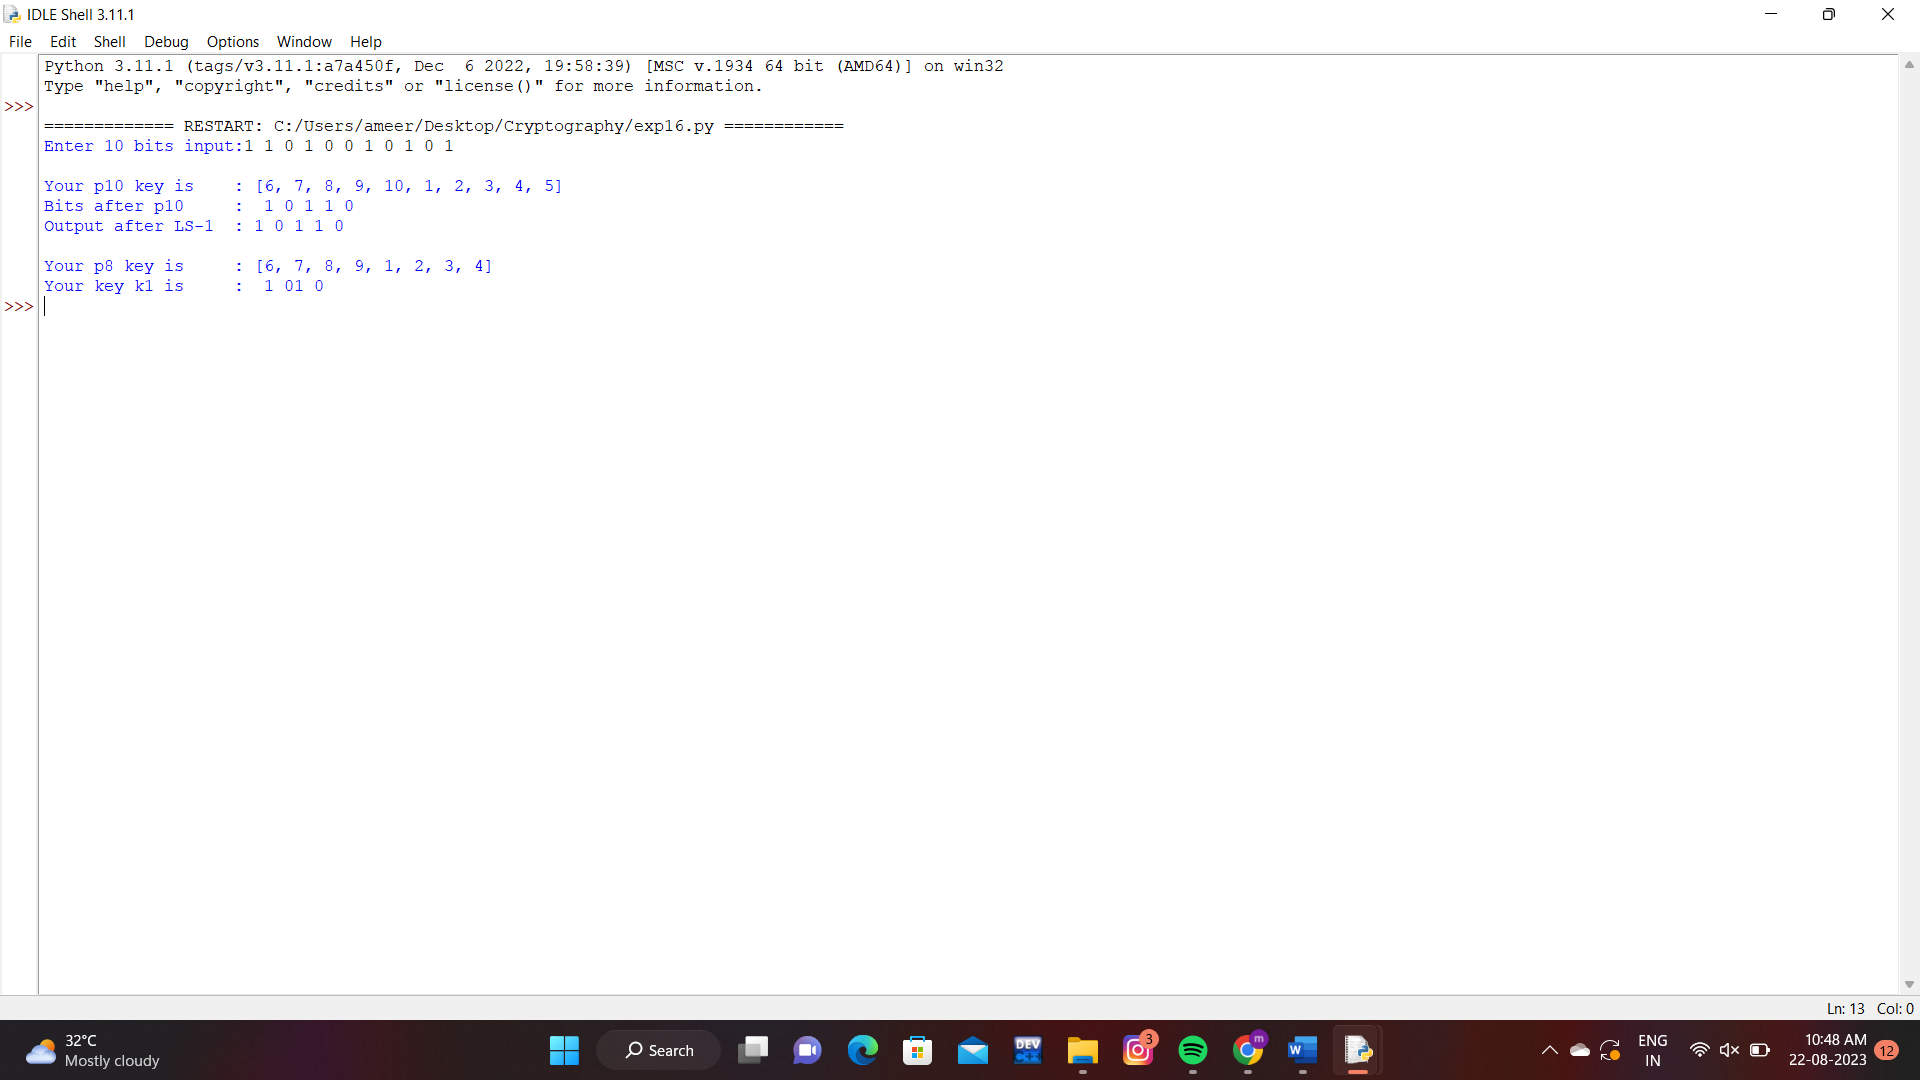 IDLE Shell 3.11.1
File Edit Shell Debug Options Window Help
Python 3.11.1 (tags/v3.11.1:a7a450f, Dec  6 2022, 19:58:39) [MSC v.1934 64 bit (AMD64)] on win32
Type "help", "copyright", "credits" or "license()" for more information.
>>>
============= RESTART: C:/Users/ameer/Desktop/Cryptography/exp16.py ============
Enter 10 bits input:1 1 0 1 0 0 1 0 1 0 1
Your p10 key is    : [6, 7, 8, 9, 10, 1, 2, 3, 4, 5]
Bits after p10     :  1 0 1 1 0
Output after LS-1  : 1 0 1 1 0
Your p8 key is     : [6, 7, 8, 9, 1, 2, 3, 4]
Your key k1 is     :  1 01 0
>>>
Ln: 13 Col: 0
32°C
Mostly cloudy
Search
DEV
C++
3
m
W
ENG
IN
10:48 AM
22-08-2023
12